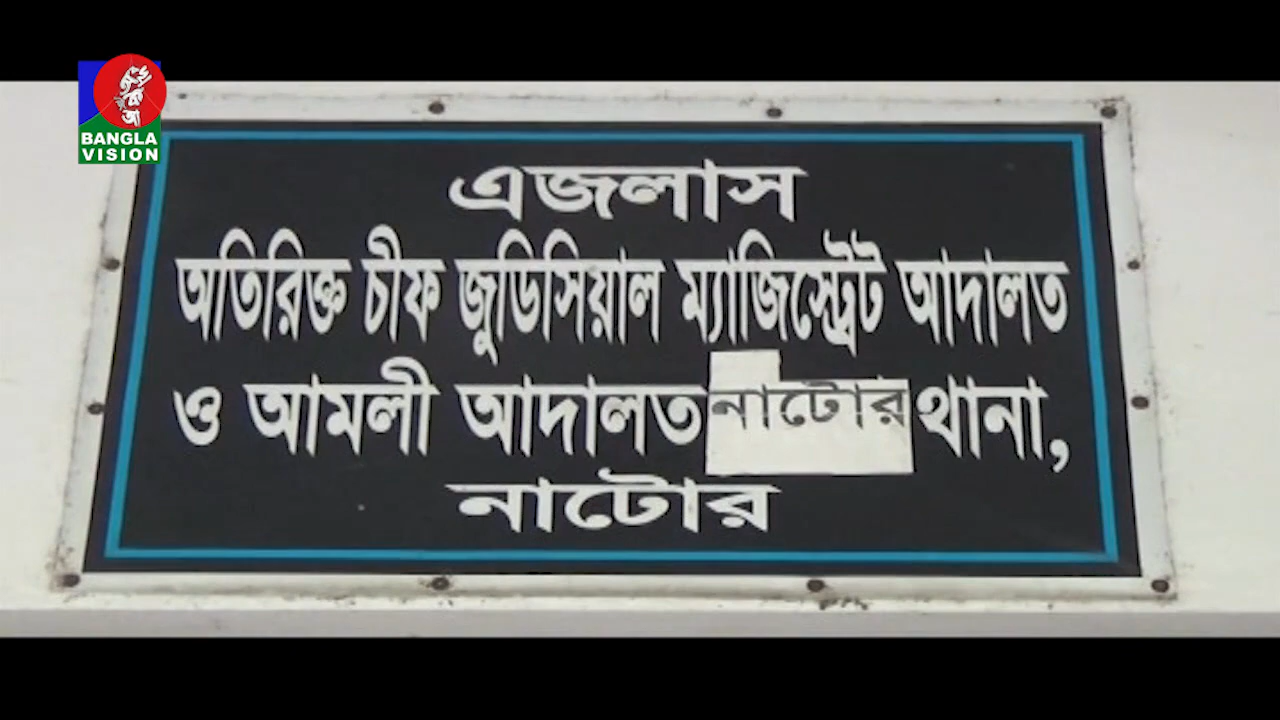 BANGLA
VISION
এজলাস
অতিরিক্ত চীফ জুডিসিয়াল ম্যাজিস্ট্রেট আদালত
ও আমলী আদালত নাটোর থানা,
নাটোর